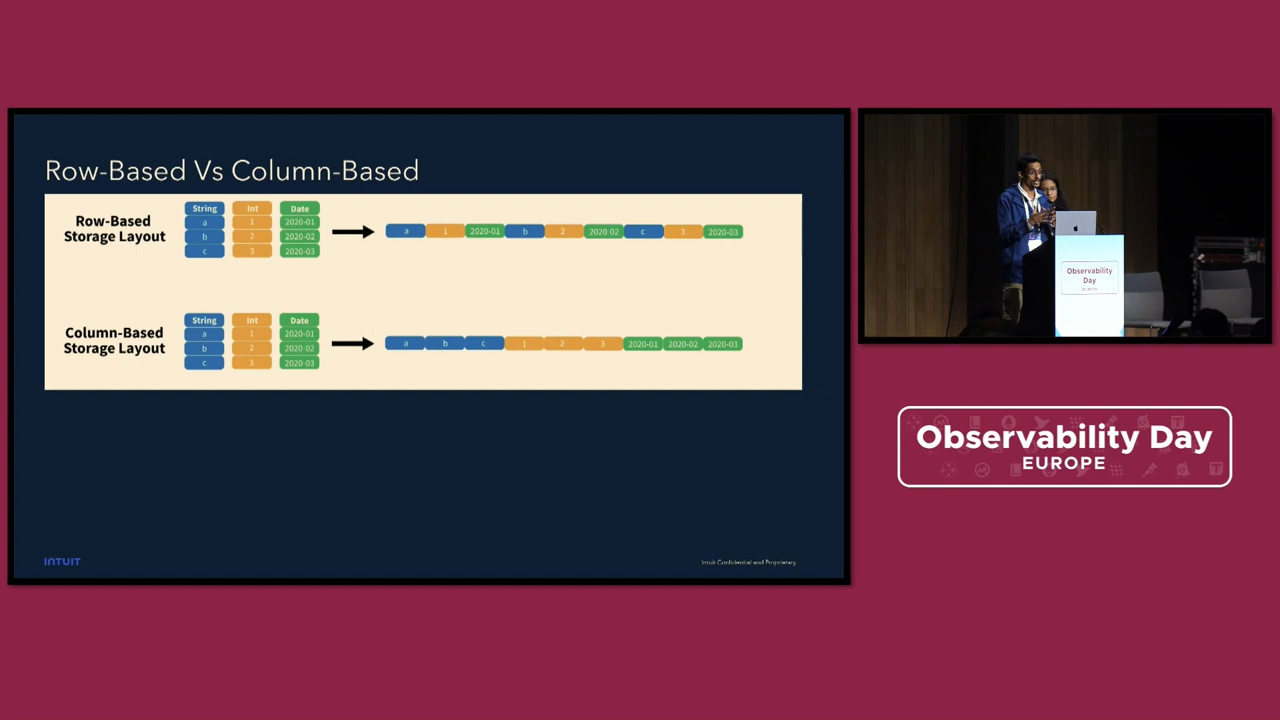 Row-Based Vs Column-Based
Row-Based
Storage Layout
String Int Date
a 1 2020-01
b 2 2020-02
c 3 2020-03
a 1 2020-01 b 2 2020 02 c 3 2020-03
Column-Based
Storage Layout
String Int Date
a 1 2020-01
b 2 2020-02
c 3 2020-03
a b c 1 2 3 2020-01 2020-02 2020-03
INTUIT
Intuit Confidential and Proprietary
Observability
Day
EUROPE
Observability Day
EUROPE